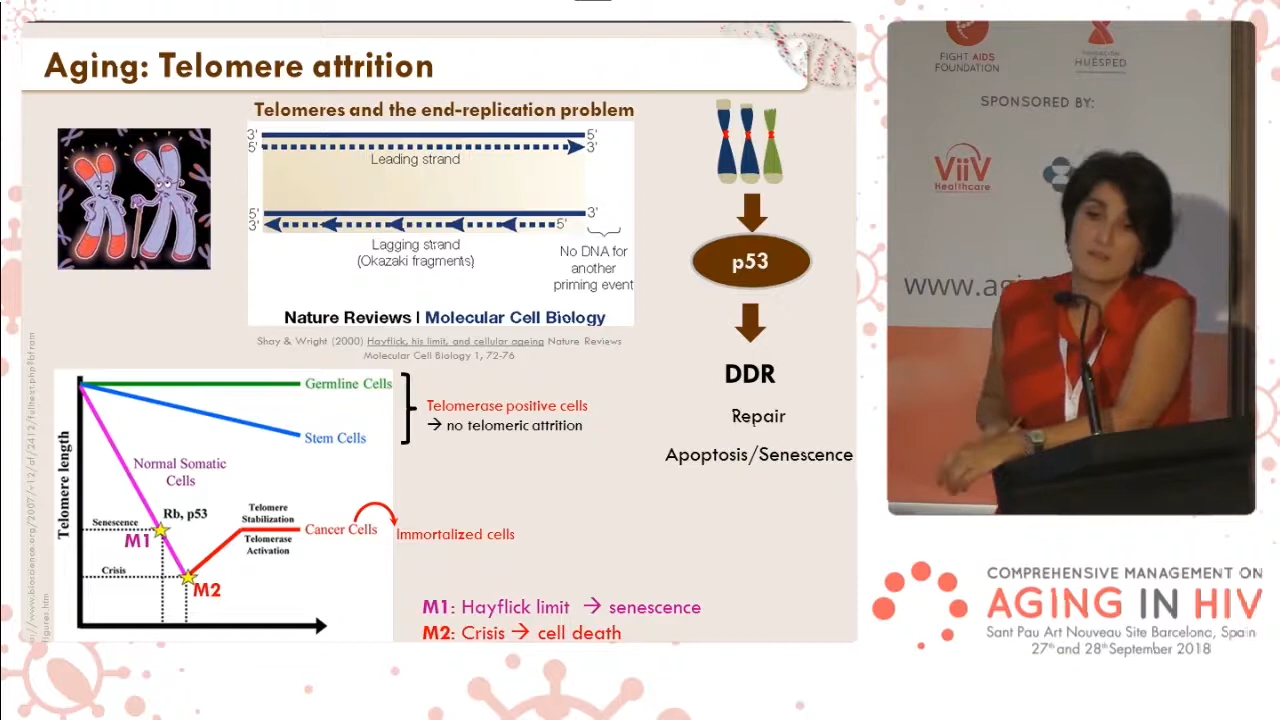 Aging: Telomere attrition
Telomeres and the end-replication problem
3' 5'
5' 3'
Leading strand
5' 3'
3' 5'
Lagging strand
(Okazaki fragments)
No DNA for
another
priming event
Nature Reviews | Molecular Cell Biology
Shay & Wright (2000) Hayflick, his limit, and cellular ageing Nature Reviews
Molecular Cell Biology 1, 72-76
p53
DDR
Repair
Apoptosis/Senescence
Telomere length
Germline Cells
Stem Cells
Normal Somatic
Cells
Rb, p53
Senescence
M1
Crisis
M2
Telomere
Stabilization
Telomerase
Activation
Cancer Cells
Immortalized cells
Telomerase positive cells
→ no telomeric attrition
M1: Hayflick limit → senescence
M2: Crisis → cell death
FIGHT AIDS
FOUNDATION
HUÉSPED
SPONSORED BY:
ViiV
Healthcare
COMPREHENSIVE MANAGEMENT ON
AGING IN HIV
Sant Pau Art Nouveau Site Barcelona, Spain
27th and 28th September 2018